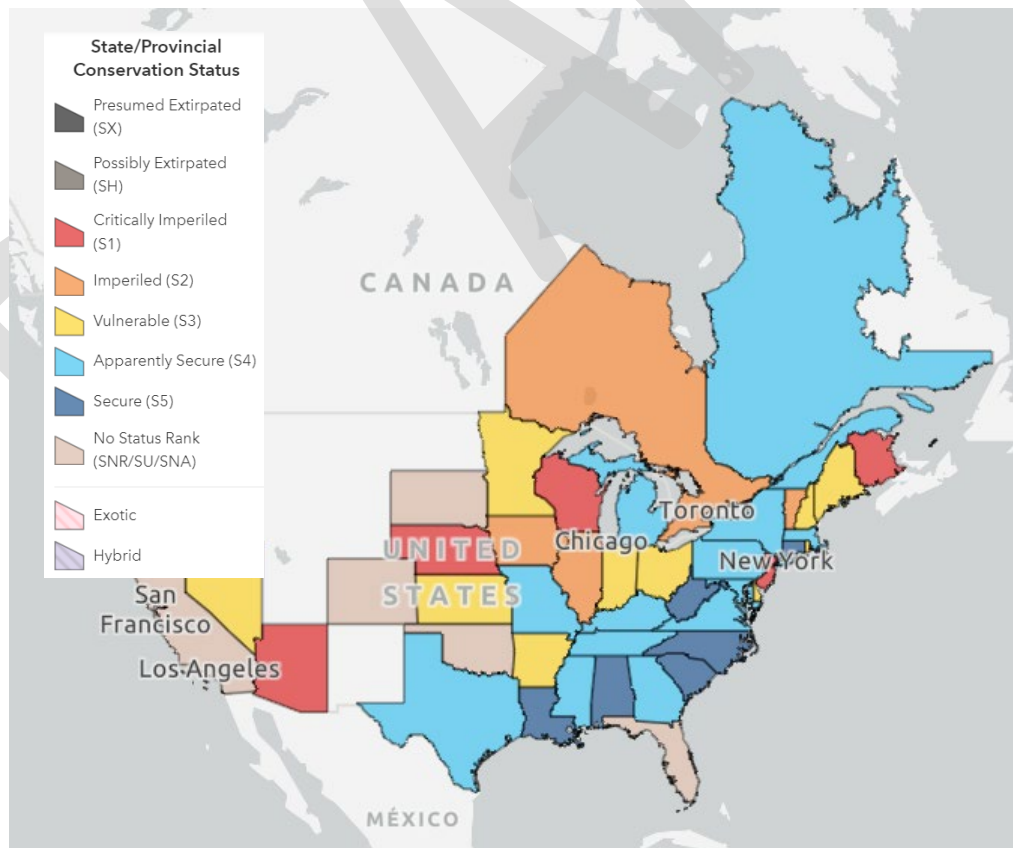 State/Provincial
Conservation Status
Presumed Extirpated
(SX)
Possibly Extirpated
(SH)
Critically Imperiled
(S1)
Imperiled (S2)
Vulnerable (S3)
Apparently Secure (S4)
Secure (S5)
No Status Rank
(SNR/SU/SNA)
Exotic
Hybrid
CANADA
Toronto
Chicago
UNITED
STATES
New York
San
Francisco
Los Angeles
MÉXICO